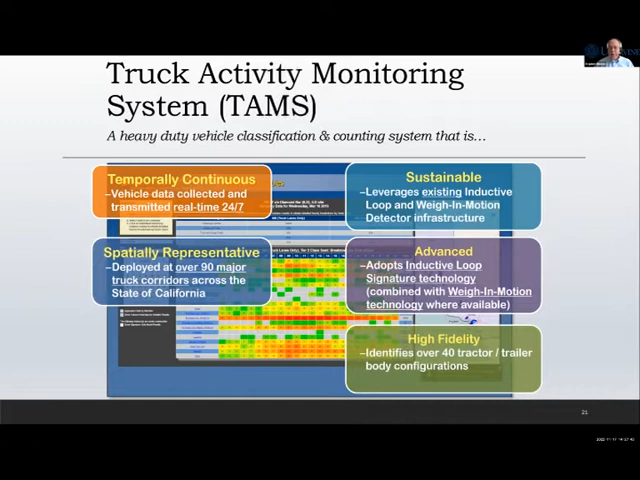 Truck Activity Monitoring
System (TAMS)
A heavy duty vehicle classification & counting system that is…
Temporally Continuous
–Vehicle data collected and
transmitted real-time 24/7
Spatially Representative
–Deployed at over 90 major
truck corridors across the
State of California
Sustainable
–Leverages existing Inductive
Loop and Weigh-In-Motion
Detector infrastructure
Advanced
–Adopts Inductive Loop
Signature technology
(combined with Weigh-In-Motion
technology where available)
High Fidelity
–Identifies over 40 tractor / trailer
body configurations
21